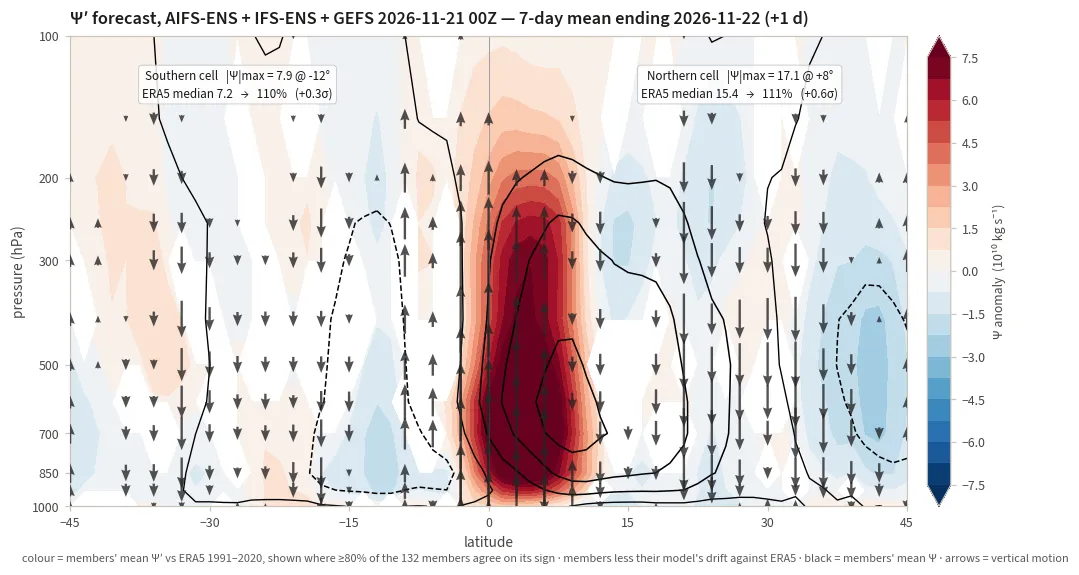 Ψ′ forecast, AIFS-ENS + IFS-ENS + GEFS 2026-11-21 00Z — 7-day mean ending 2026-11-22 (+1 d)
Southern cell |Ψ|max = 7.9 @ -12°
ERA5 median 7.2 → 110% (+0.3σ)
Northern cell |Ψ|max = 17.1 @ +8°
ERA5 median 15.4 → 111% (+0.6σ)
pressure (hPa)
100
200
300
400
500
700
850
1000
−45
−30
−15
0
15
30
45
latitude
7.5
6.0
4.5
3.0
1.5
0.0
−1.5
−3.0
−4.5
−6.0
−7.5
Ψ anomaly (10¹⁰ kg s⁻¹)
colour = members' mean Ψ′ vs ERA5 1991–2020, shown where ≥80% of the 132 members agree on its sign · members less their model's drift against ERA5 · black = members' mean Ψ · arrows = vertical motion